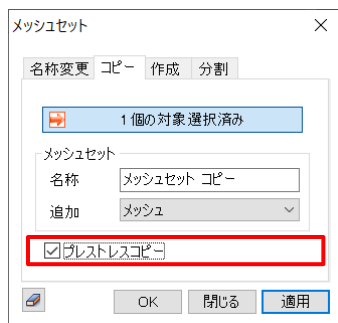 メッシュセット
名称変更 コピー 作成 分割
1個の対象選択済み
メッシュセット
名称 メッシュセット コピー
追加 メッシュ
プレストレスコピー
OK 閉じる 適用